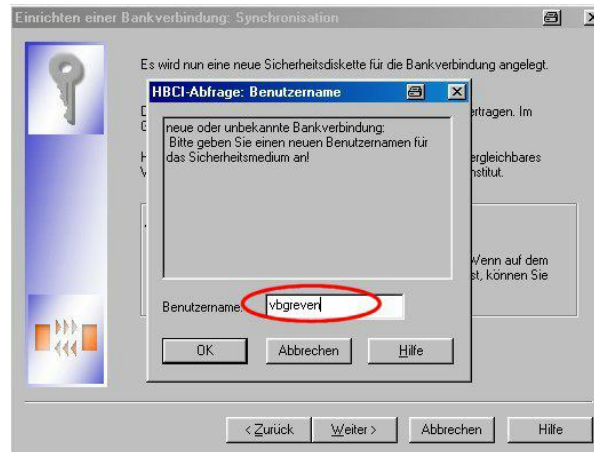 Einrichten einer Bankverbindung: Synchronisation
Es wird nun eine neue Sicherheitsdiskette für die Bankverbindung angelegt.
HBCI-Abfrage: Benutzername
ertragen. Im
neue oder unbekannte Bankverbindung:
Bitte geben Sie einen neuen Benutzernamen für
das Sicherheitsmedium an!
ergleichbares
nstitut.
Wenn auf dem
st, können Sie
Benutzername:
vbgreven
OK
Abbrechen
Hilfe
< Zurück
Weiter >
Abbrechen
Hilfe